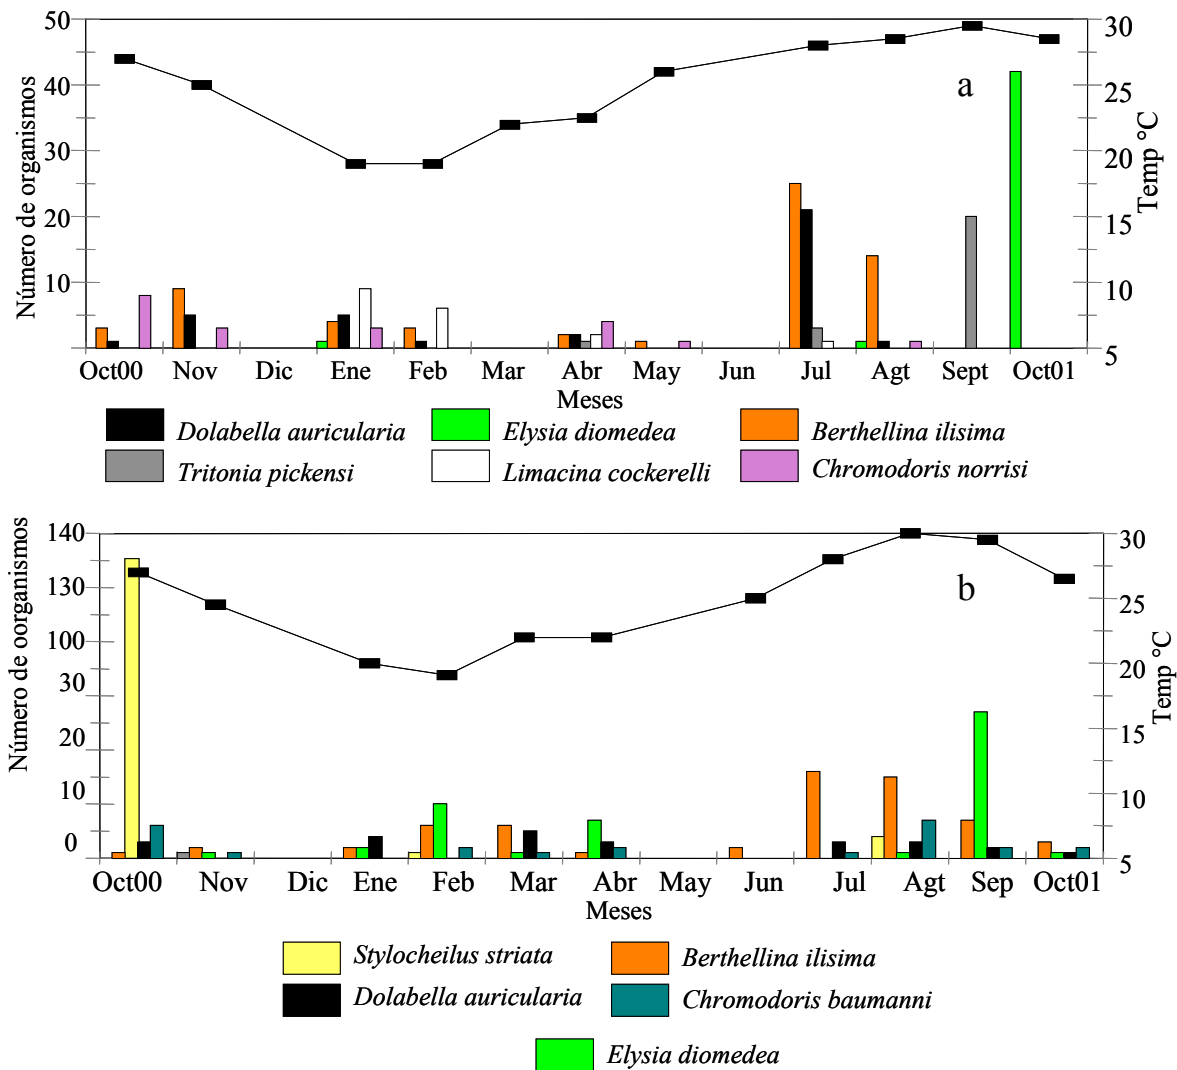 50
40
30
20
10
Número de organismos
30
25
20
15
10
5
Temp °C
a
Oct00 Nov Dic Ene Feb Mar Abr May Jun Jul Agt Sept Oct01
Meses
Dolabella auricularia Elysia diomedea Berthellina ilisima
Tritonia pickensi Limacina cockerelli Chromodoris norrisi
140
130
100
30
20
10
0
Número de oorganismos
30
25
20
15
10
5
Temp °C
b
Oct00 Nov Dic Ene Feb Mar Abr May Jun Jul Agt Sep Oct01
Meses
Stylocheilus striata Berthellina ilisima
Dolabella auricularia Chromodoris baumanni
Elysia diomedea